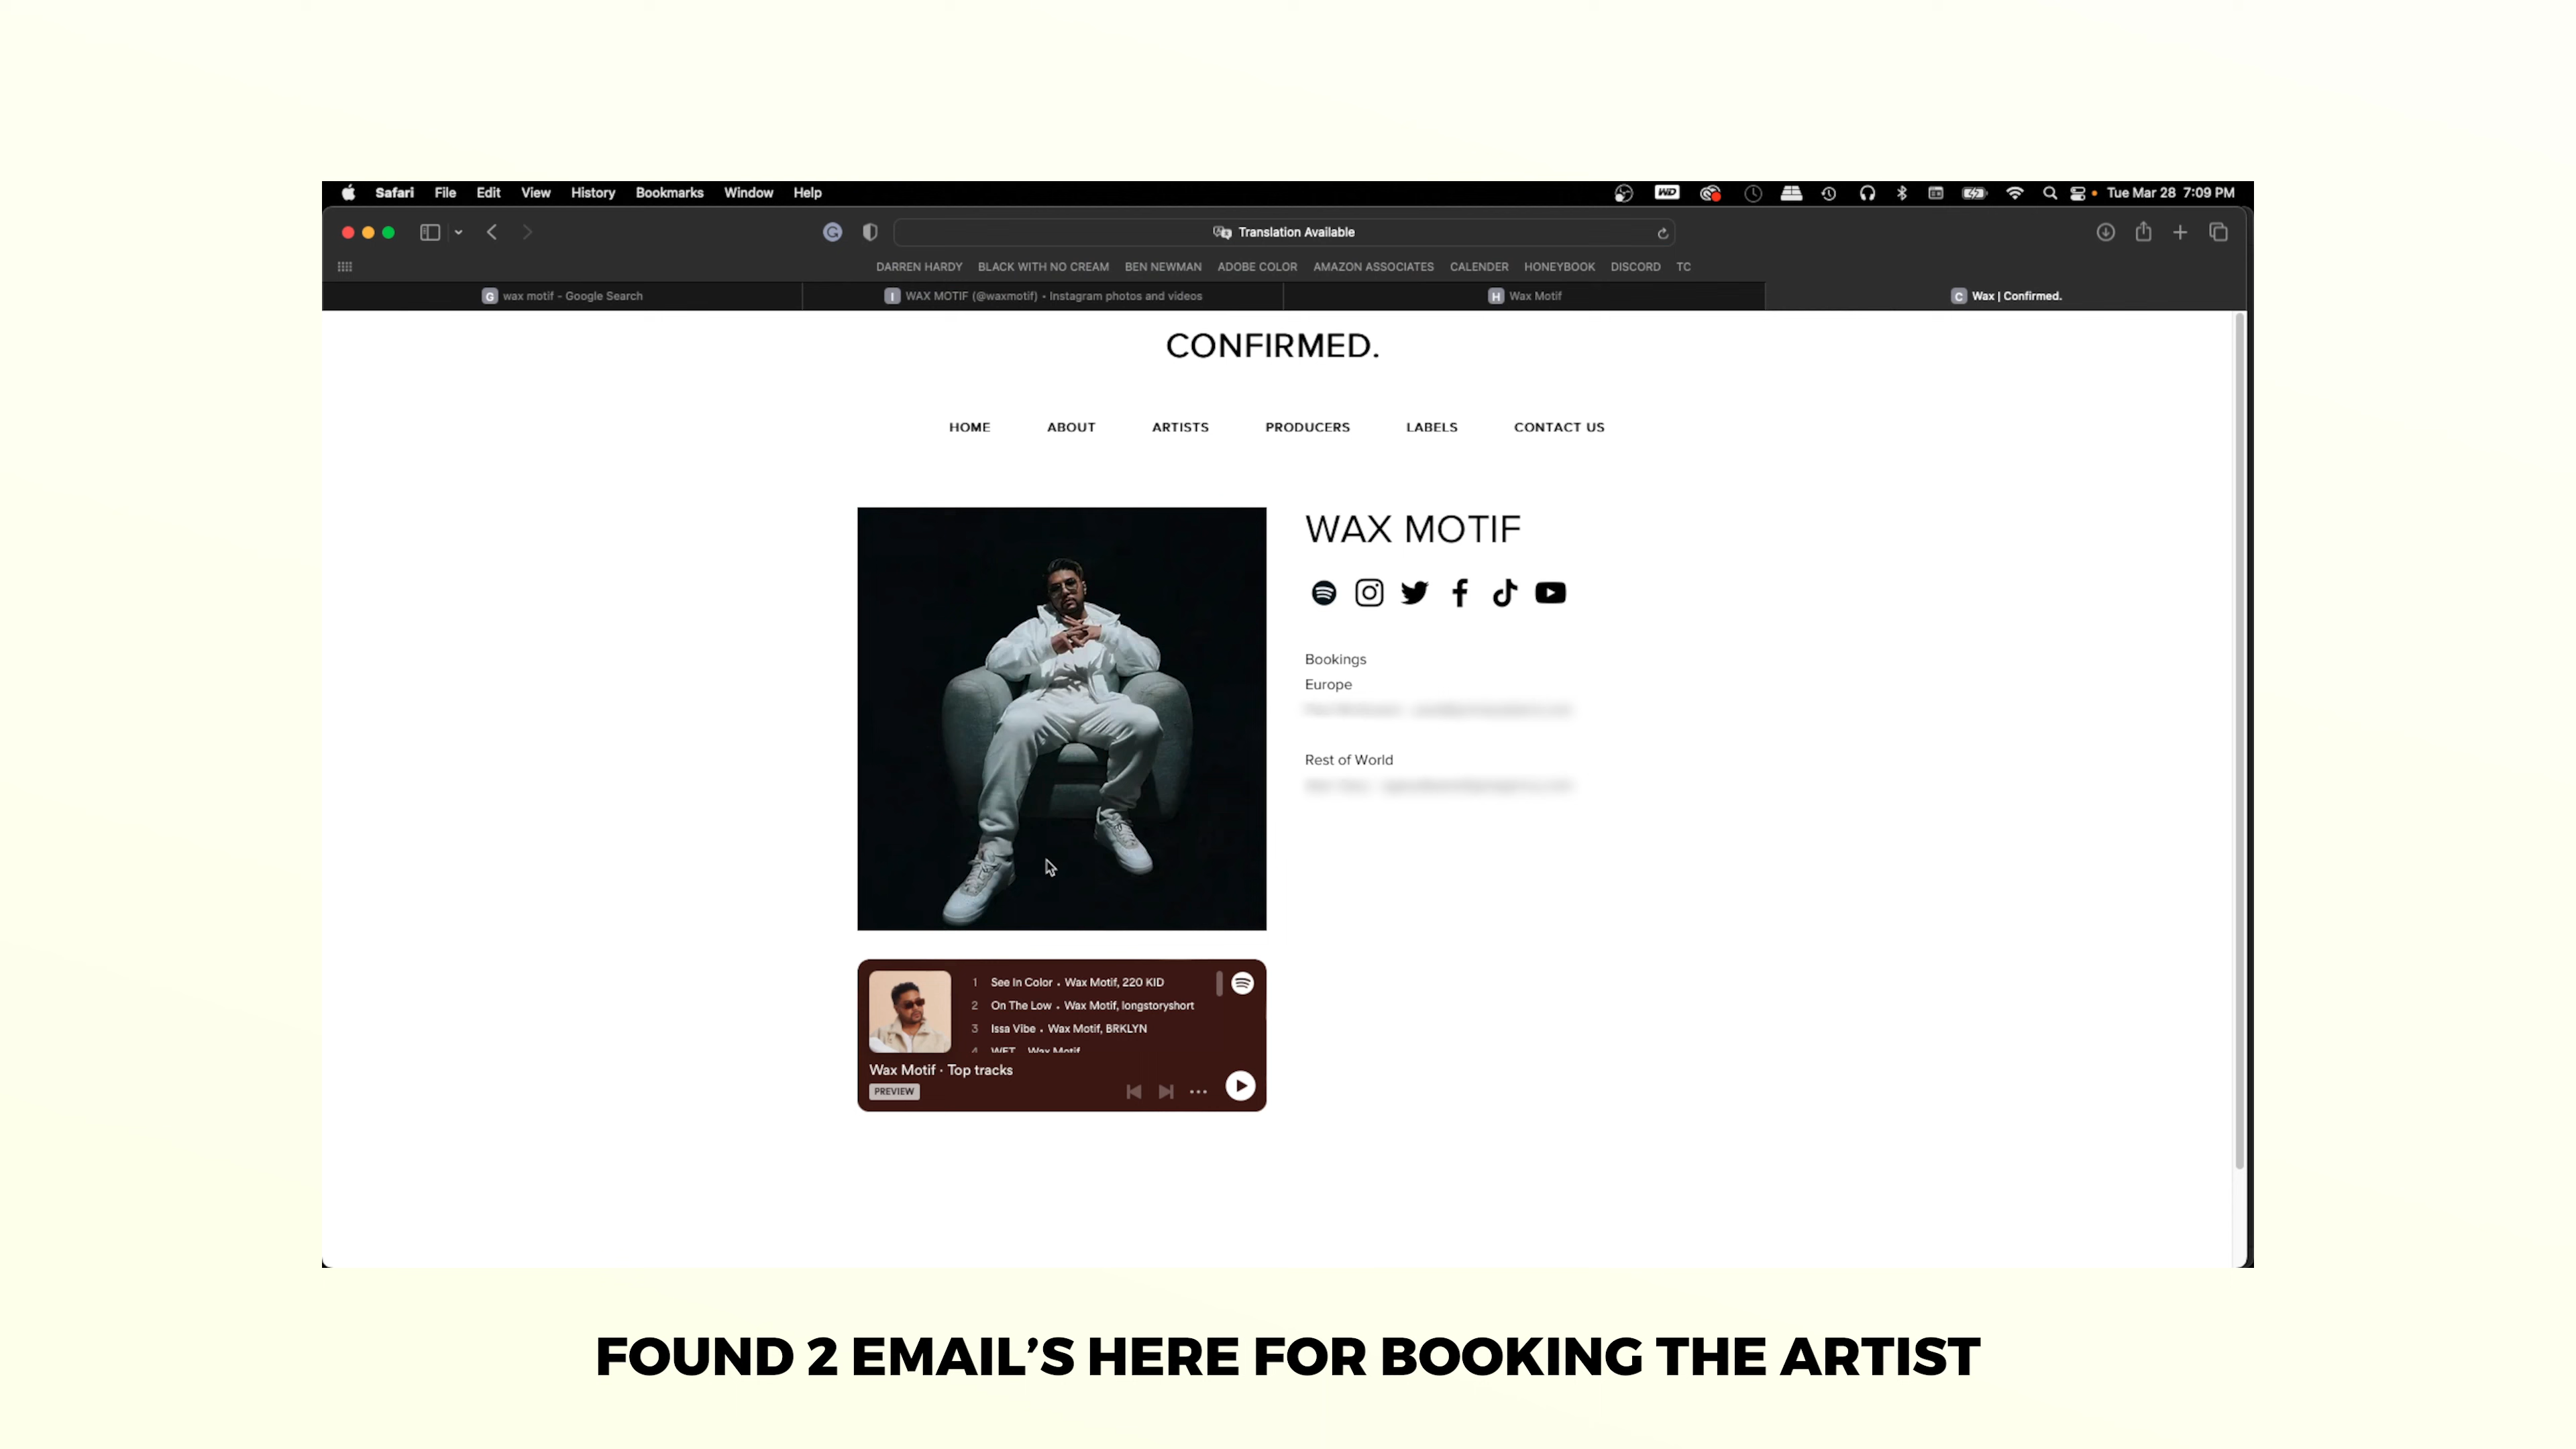 Safari File Edit View History Bookmarks Window Help
WD
Tue Mar 28 7:09 PM
Translation Available
DARREN HARDY BLACK WITH NO CREAM BEN NEWMAN ADOBE COLOR AMAZON ASSOCIATES CALENDER HONEYBOOK DISCORD TC
G wax motif - Google Search
I WAX MOTIF (@waxmotif) • Instagram photos and videos
H Wax Motif
C Wax | Confirmed.
CONFIRMED.
HOME ABOUT ARTISTS PRODUCERS LABELS CONTACT US
WAX MOTIF
Bookings
Europe
Rest of World
1 See In Color • Wax Motif, 220 KID
2 On The Low • Wax Motif, longstoryshort
3 Issa Vibe • Wax Motif, BRKLYN
4 WET Wax Motif
Wax Motif · Top tracks
PREVIEW
FOUND 2 EMAIL’S HERE FOR BOOKING THE ARTIST